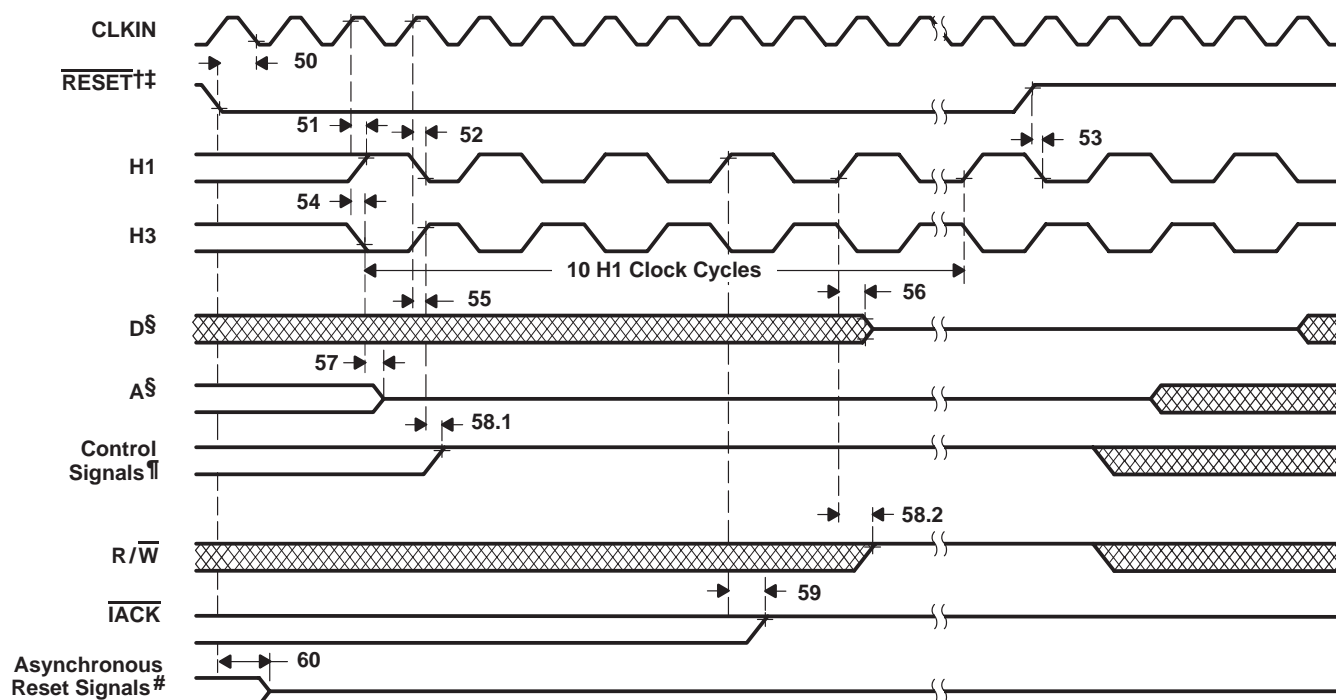 CLKIN
50
RESET†‡
51
52
53
H1
54
H3
10 H1 Clock Cycles
55
56
D§
57
A§
58.1
Control
Signals¶
58.2
R/W
59
IACK
60
Asynchronous
Reset Signals#